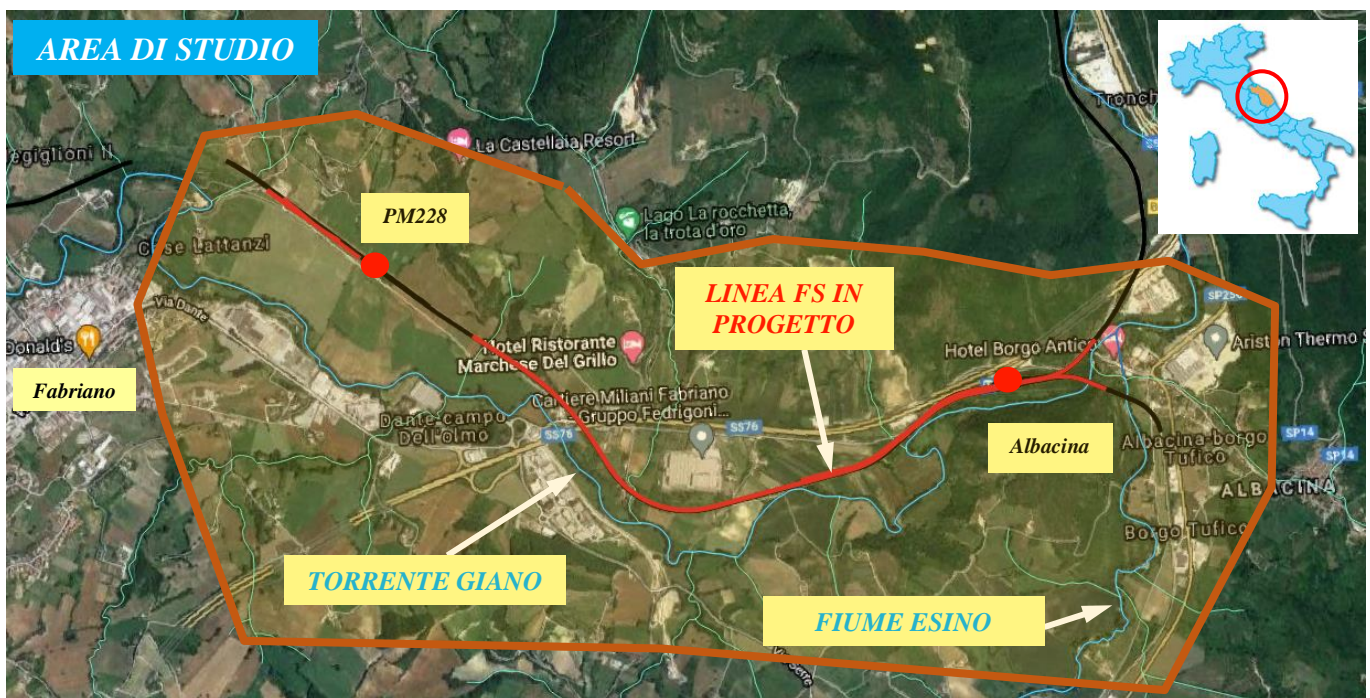 AREA DI STUDIO
La Castellaia Resort
PM228
Lago La rocchetta,
la trota d'oro
Case Lattanzi
Via Dante
LINEA FS IN
PROGETTO
SP256
Hotel Ristorante
Marchese Del Grillo
Hotel Borgo Antico
Ariston Thermo
Fabriano
Cartiere Miliani Fabriano
- Gruppo Fedrigoni...
SS76
SS76
Dante-campo
Dell'olmo
Albacina
Albacina-borgo
Tufico
SP14
SP14
ALBACINA
Borgo Tufico
TORRENTE GIANO
FIUME ESINO